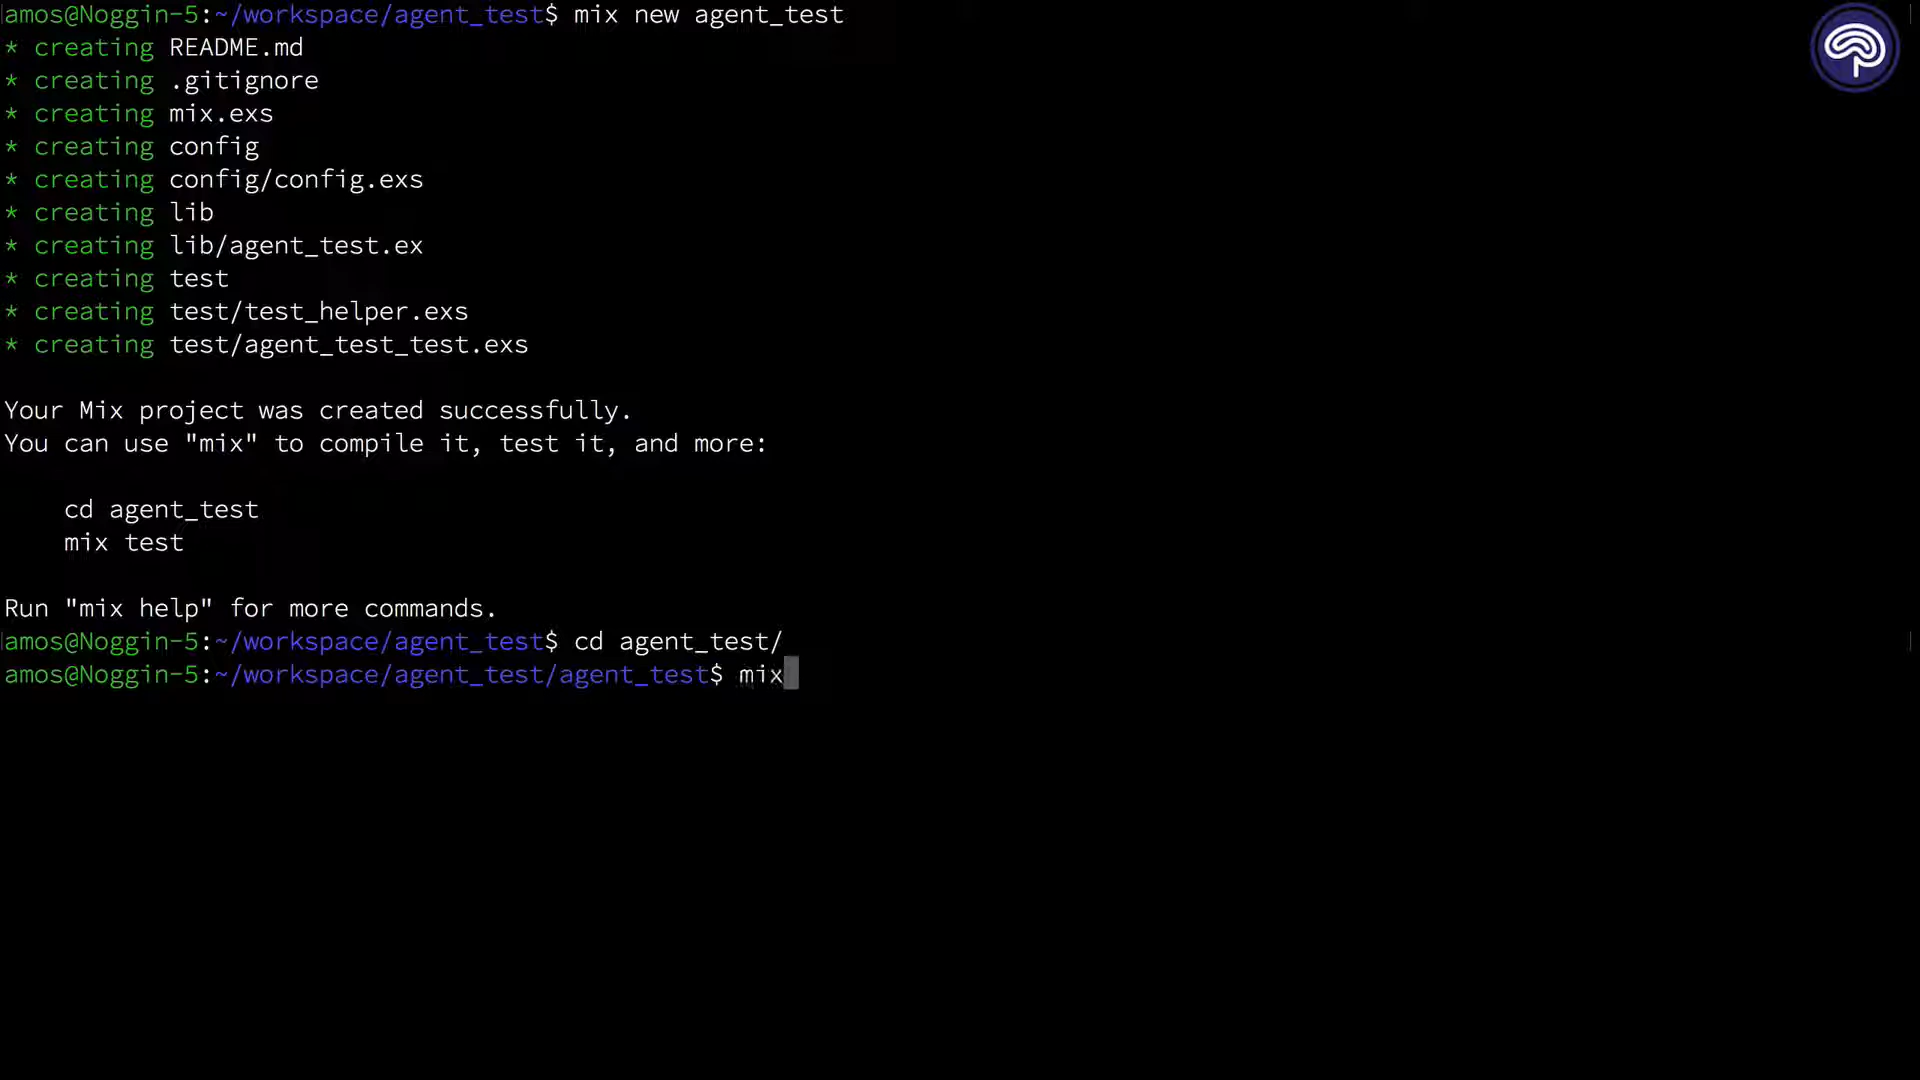 amos@Noggin-5:~/workspace/agent_test$ mix new agent_test
* creating README.md
* creating .gitignore
* creating mix.exs
* creating config
* creating config/config.exs
* creating lib
* creating lib/agent_test.ex
* creating test
* creating test/test_helper.exs
* creating test/agent_test_test.exs
Your Mix project was created successfully.
You can use "mix" to compile it, test it, and more:
cd agent_test
mix test
Run "mix help" for more commands.
amos@Noggin-5:~/workspace/agent_test$ cd agent_test/
amos@Noggin-5:~/workspace/agent_test/agent_test$ mix